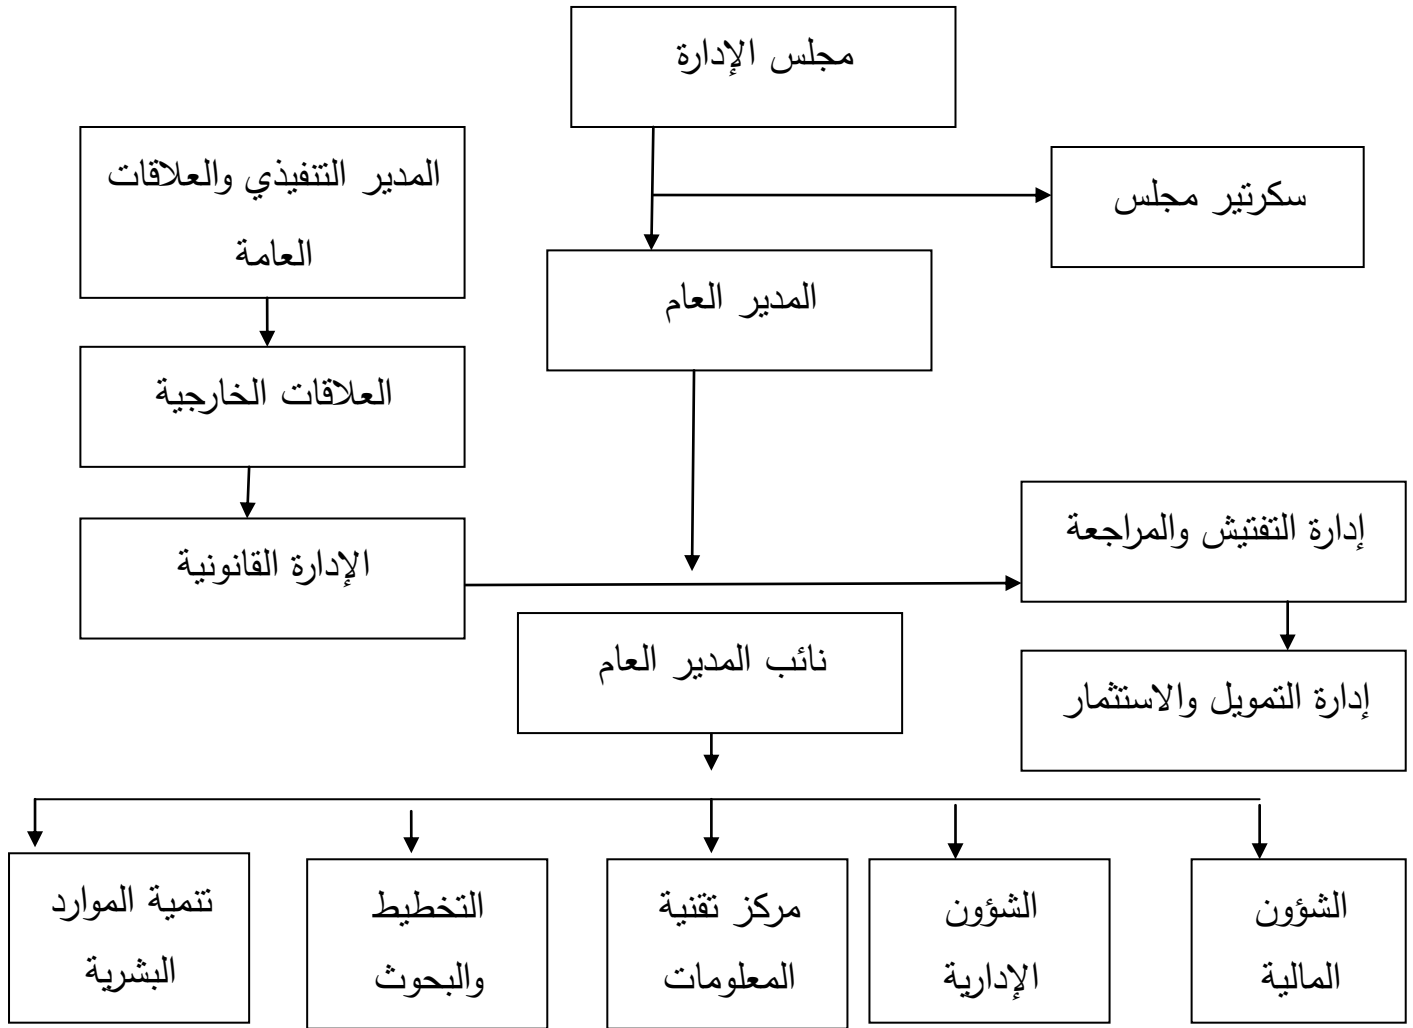 مجلس الإدارة
المدير التنفيذي والعلاقات
العامة
سكرتير مجلس
المدير العام
العلاقات الخارجية
إدارة التفتيش والمراجعة
الإدارة القانونية
نائب المدير العام
إدارة التمويل والاستثمار
الشؤون
المالية
الشؤون
الإدارية
مركز تقنية
المعلومات
التخطيط
والبحوث
تنمية الموارد
البشرية